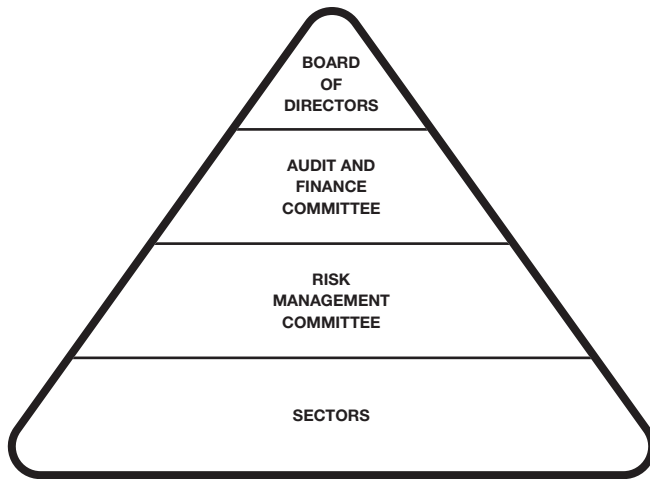 BOARD
OF
DIRECTORS
AUDIT AND
FINANCE
COMMITTEE
RISK
MANAGEMENT
COMMITTEE
SECTORS